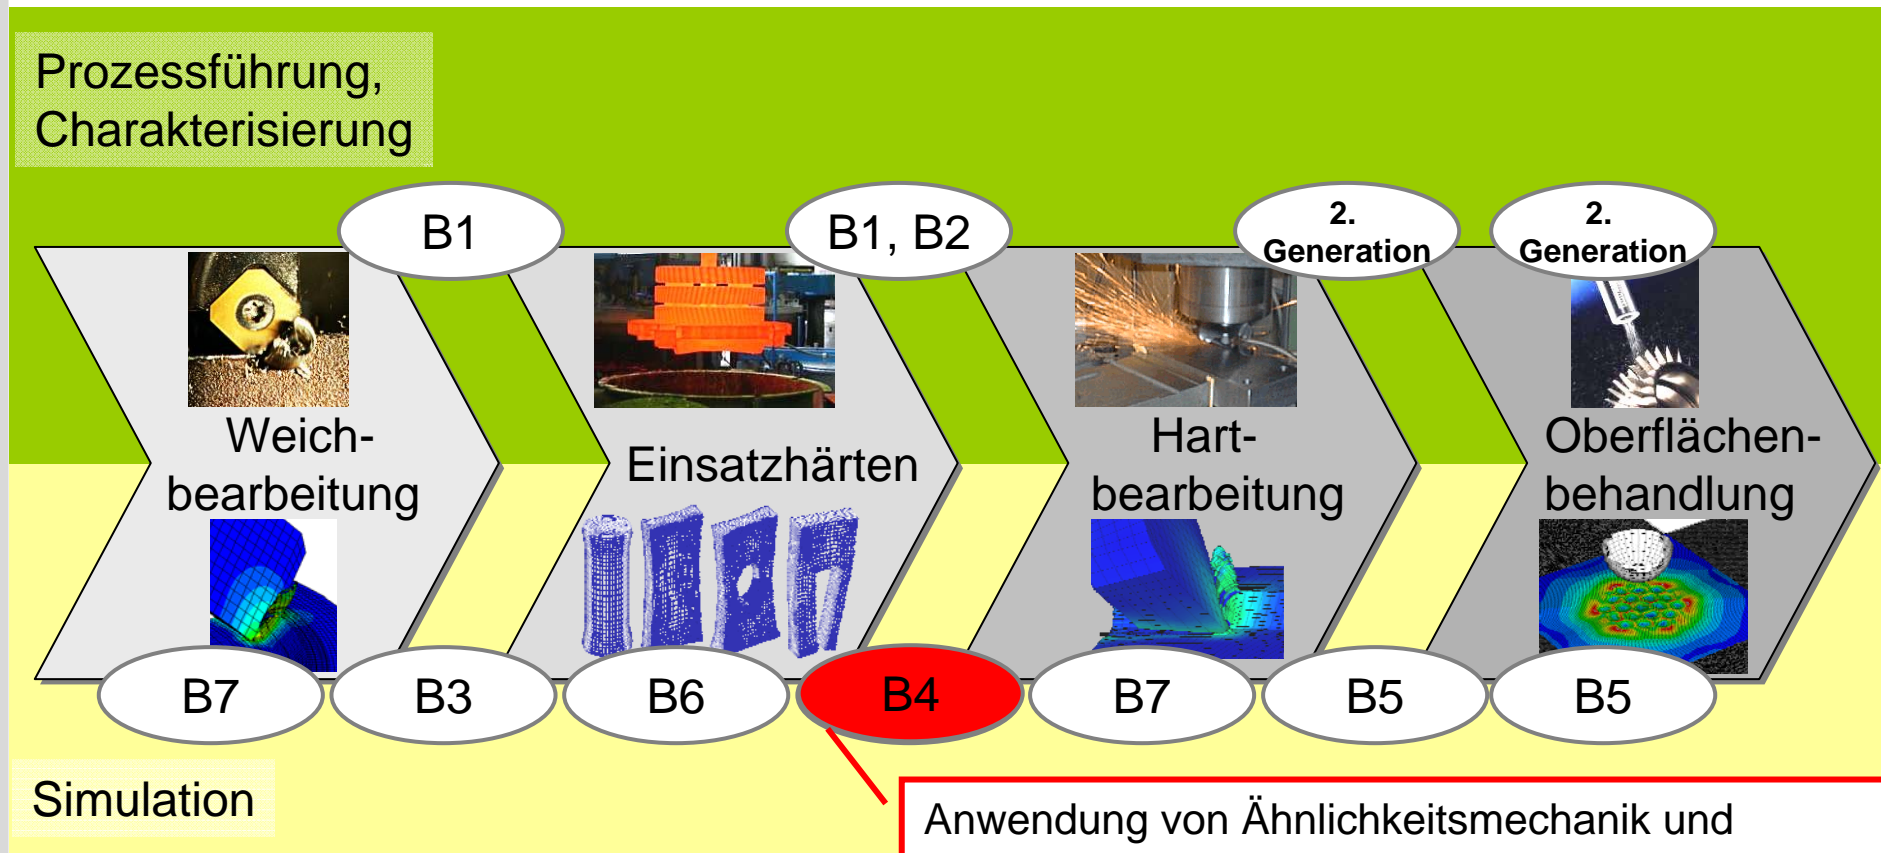 Prozessführung,
Charakterisierung
B1
B1, B2
2.
Generation
2.
Generation
Weich-
bearbeitung
Einsatzhärten
Hart-
bearbeitung
Oberflächen-
behandlung
B7
B3
B6
B4
B7
B5
B5
Simulation
Anwendung von Ähnlichkeitsmechanik und